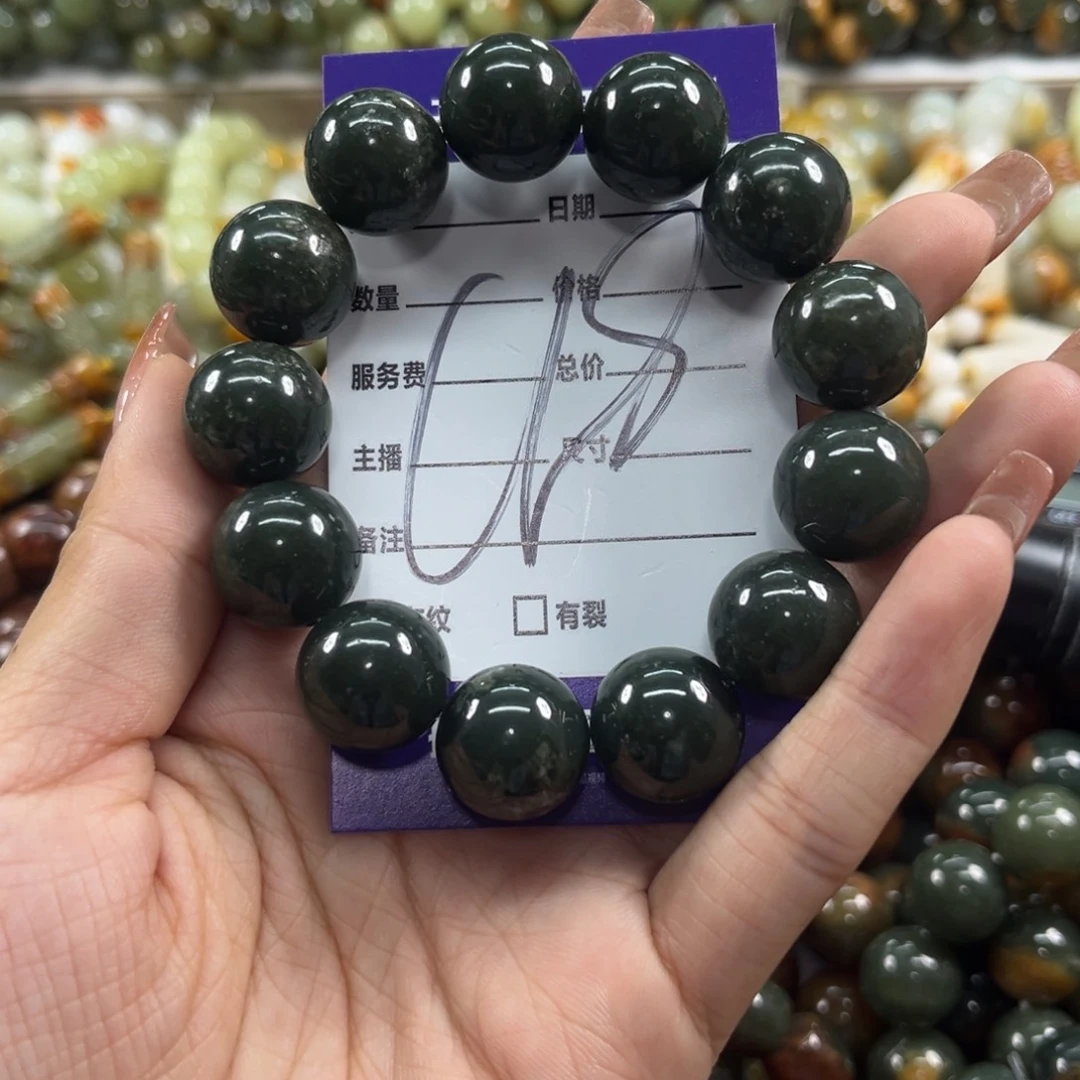 日期
数量 价格
服务费 总价
主播 尺寸
备注
纹 有裂